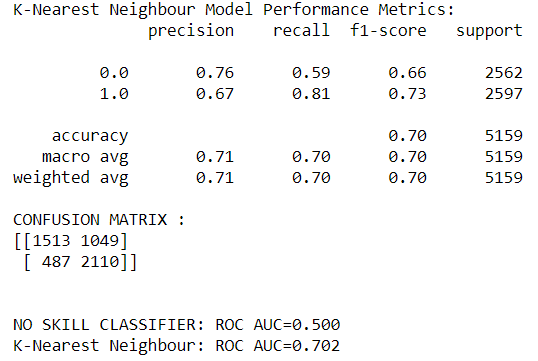 K-Nearest Neighbour Model Performance Metrics:
precision recall f1-score support
0.0 0.76 0.59 0.66 2562
1.0 0.67 0.81 0.73 2597
accuracy 0.70 5159
macro avg 0.71 0.70 0.70 5159
weighted avg 0.71 0.70 0.70 5159
CONFUSION MATRIX :
[[1513 1049]
[ 487 2110]]
NO SKILL CLASSIFIER: ROC AUC=0.500
K-Nearest Neighbour: ROC AUC=0.702